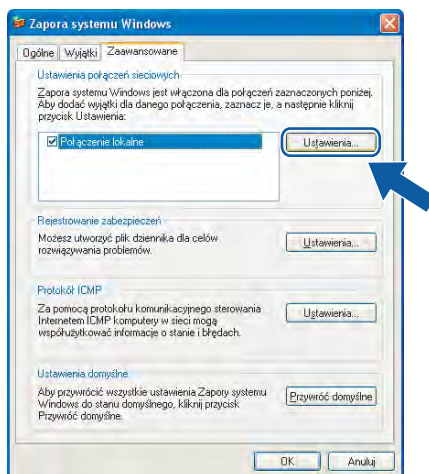 Zapora systemu Windows
Ogólne Wyjątki Zaawansowane
Ustawienia połączeń sieciowych
Zapora systemu Windows jest włączona dla połączeń zaznaczonych poniżej.
Aby dodać wyjątki dla danego połączenia, zaznacz je, a następnie kliknij
przycisk Ustawienia:
Połączenie lokalne
Ustawienia...
Rejestrowanie zabezpieczeń
Możesz utworzyć plik dziennika dla celów
rozwiązywania problemów.
Ustawienia...
Protokół ICMP
Za pomocą protokołu komunikacyjnego sterowania
Internetem ICMP komputery w sieci mogą
współużytkować informacje o stanie i błędach.
Ustawienia...
Ustawienia domyślne
Aby przywrócić wszystkie ustawienia Zapory systemu
Windows do stanu domyślnego, kliknij przycisk
Przywróć domyślne.
Przywróć domyślne
OK Anuluj